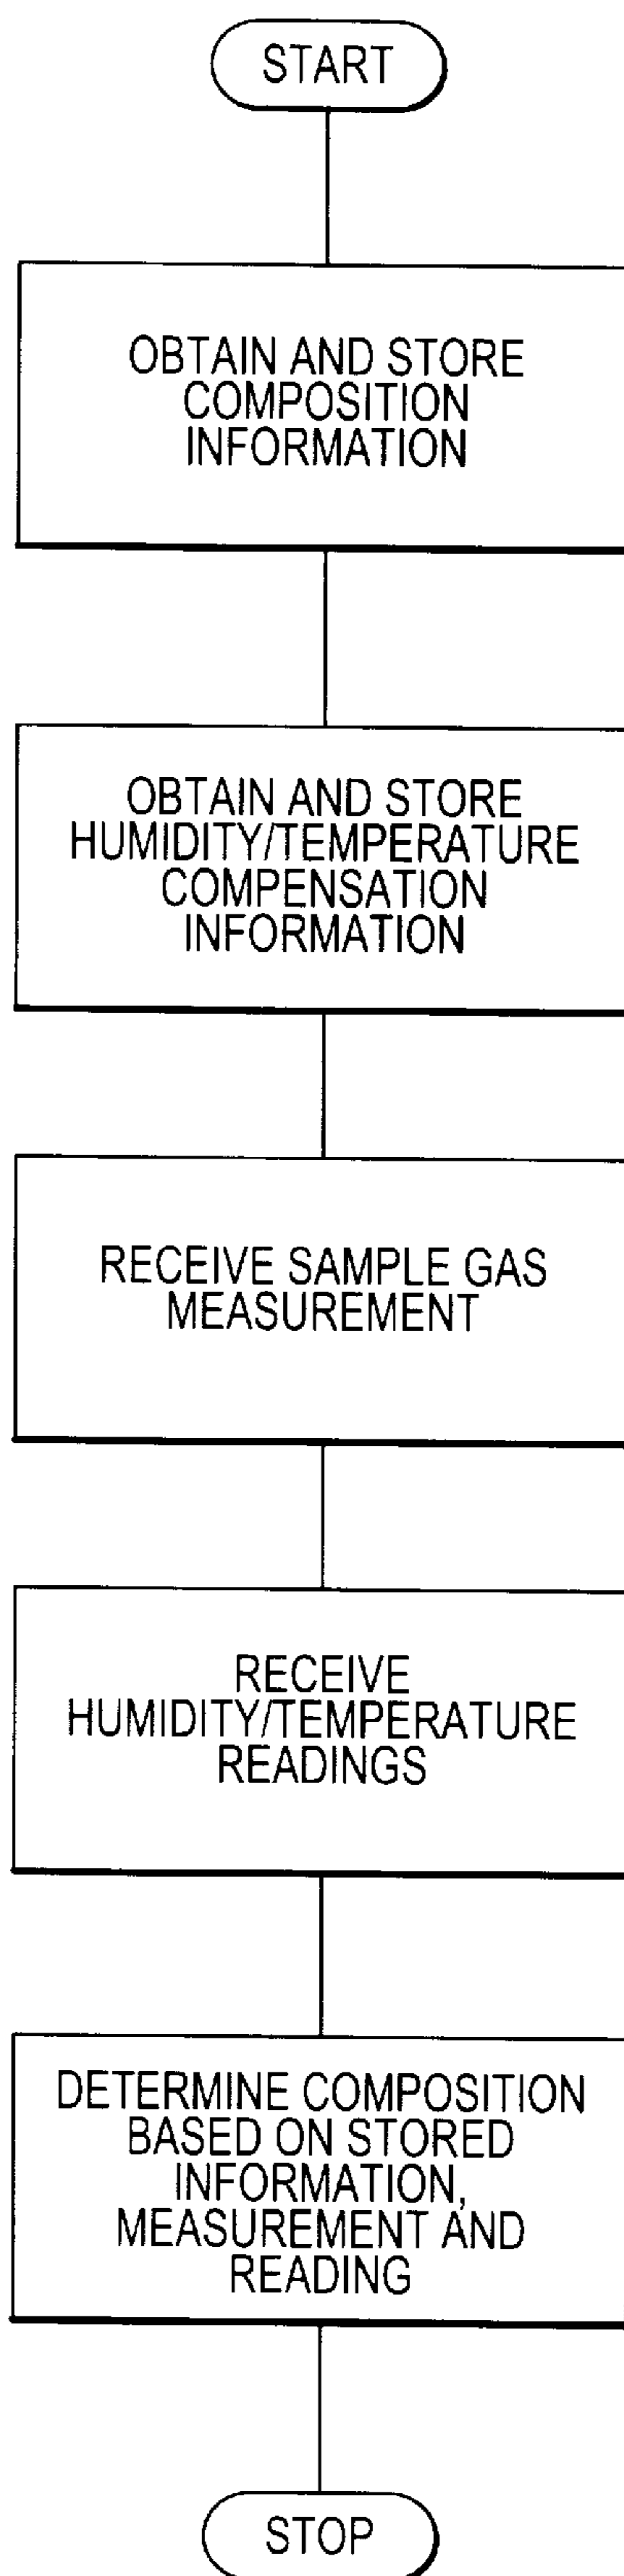 START
OBTAIN AND STORE
COMPOSITION
INFORMATION
OBTAIN AND STORE
HUMIDITY/TEMPERATURE
COMPENSATION
INFORMATION
RECEIVE SAMPLE GAS
MEASUREMENT
RECEIVE
HUMIDITY/TEMPERATURE
READINGS
DETERMINE COMPOSITION
BASED ON STORED
INFORMATION,
MEASUREMENT AND
READING
STOP